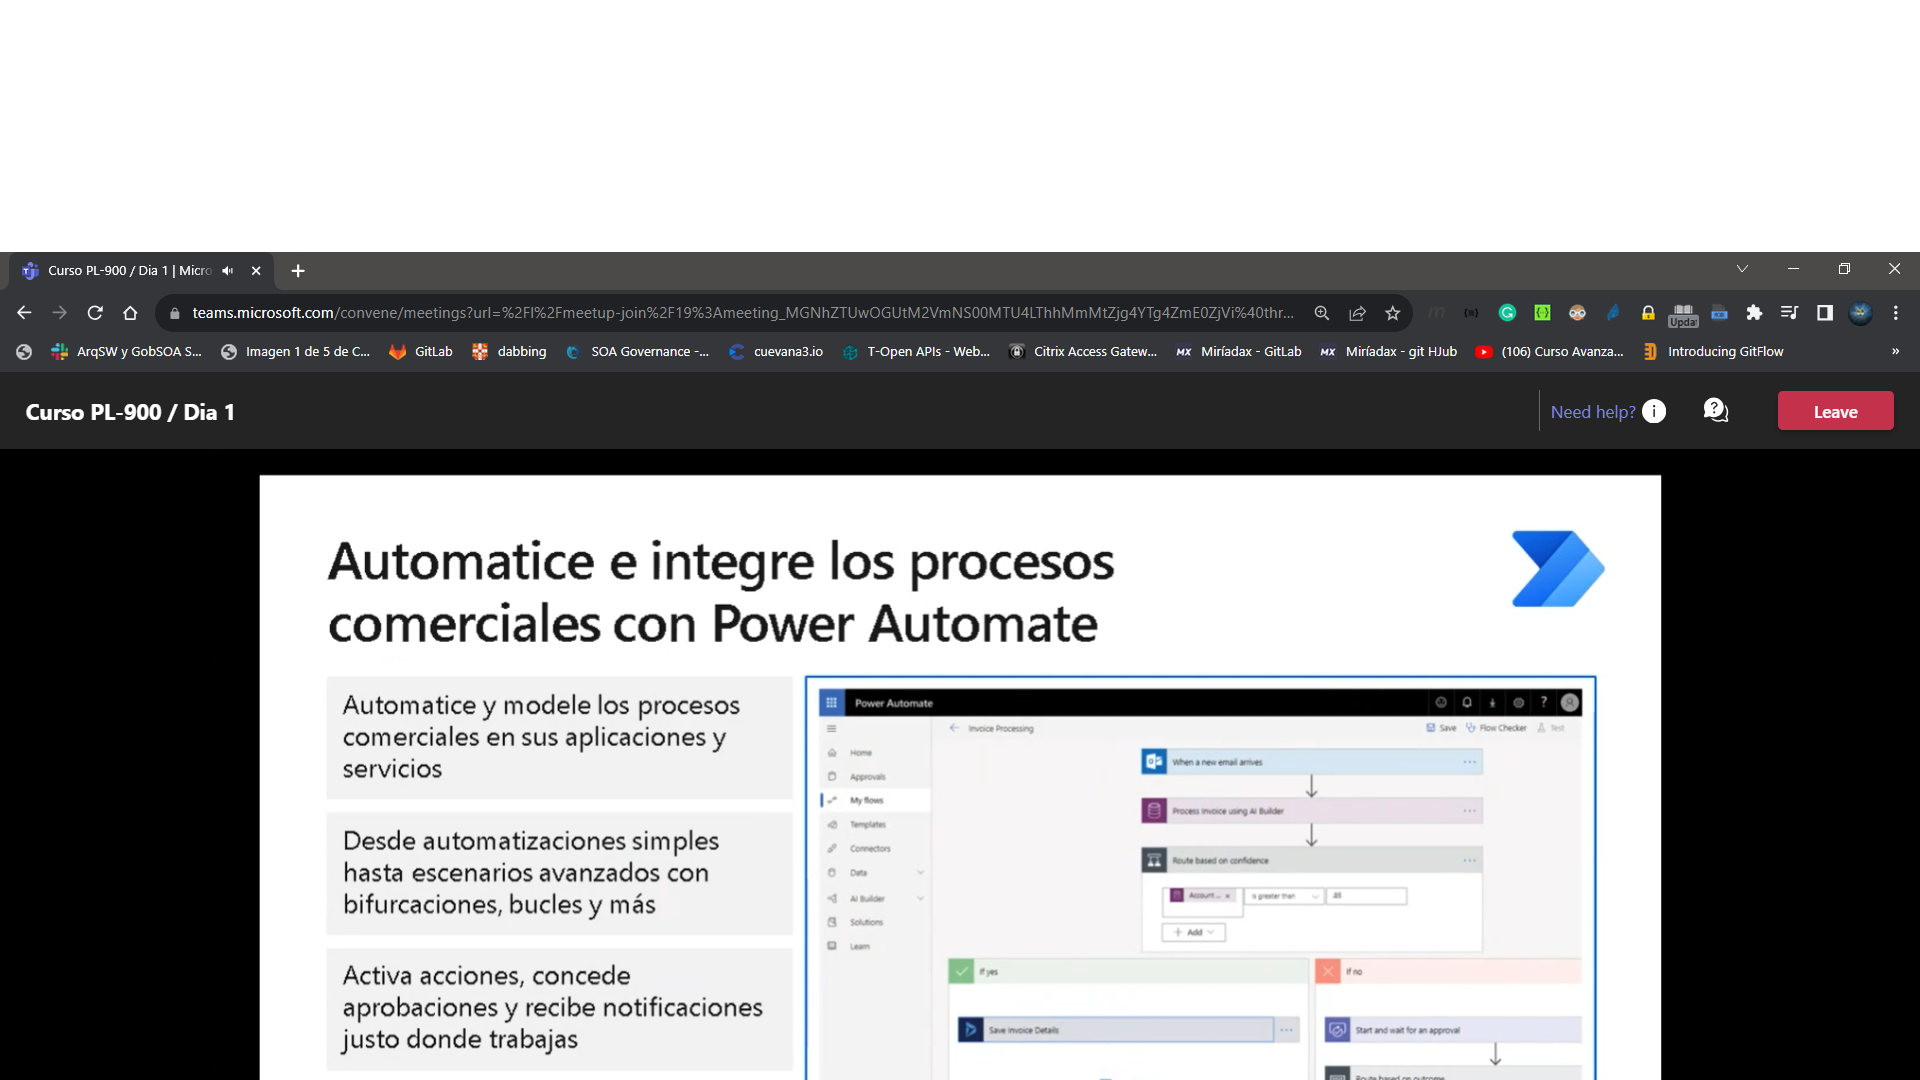 Curso PL-900 / Dia 1 | Micro
teams.microsoft.com/convene/meetings?url=%2Fl%2Fmeetup-join%2F19%3Ameeting_MGNhZTUwOGUtM2VmNS00MTU4LThhMmMtZjg4YTg4ZmE0ZjVi%40thr...
Updat
ArqSW y GobSOA S...
Imagen 1 de 5 de C...
GitLab
dabbing
SOA Governance -...
cuevana3.io
T-Open APIs - Web...
Citrix Access Gatew...
Miríadax - GitLab
Miríadax - git HJub
(106) Curso Avanza...
Introducing GitFlow
»
Curso PL-900 / Dia 1
Need help?
Leave
Automatice e integre los procesos
comerciales con Power Automate
Automatice y modele los procesos
comerciales en sus aplicaciones y
servicios
Desde automatizaciones simples
hasta escenarios avanzados con
bifurcaciones, bucles y más
Activa acciones, concede
aprobaciones y recibe notificaciones
justo donde trabajas
Power Automate
Invoice Processing
Save
Flow Checker
Test
Home
Approvals
My flows
Templates
Connectors
Data
AI Builder
Solutions
Learn
When a new email arrives
Process Invoice using AI Builder
Route based on confidence
Account ...
is greater than
Add
If yes
If no
Save Invoice Details
Start and wait for an approval
Route based on outcome